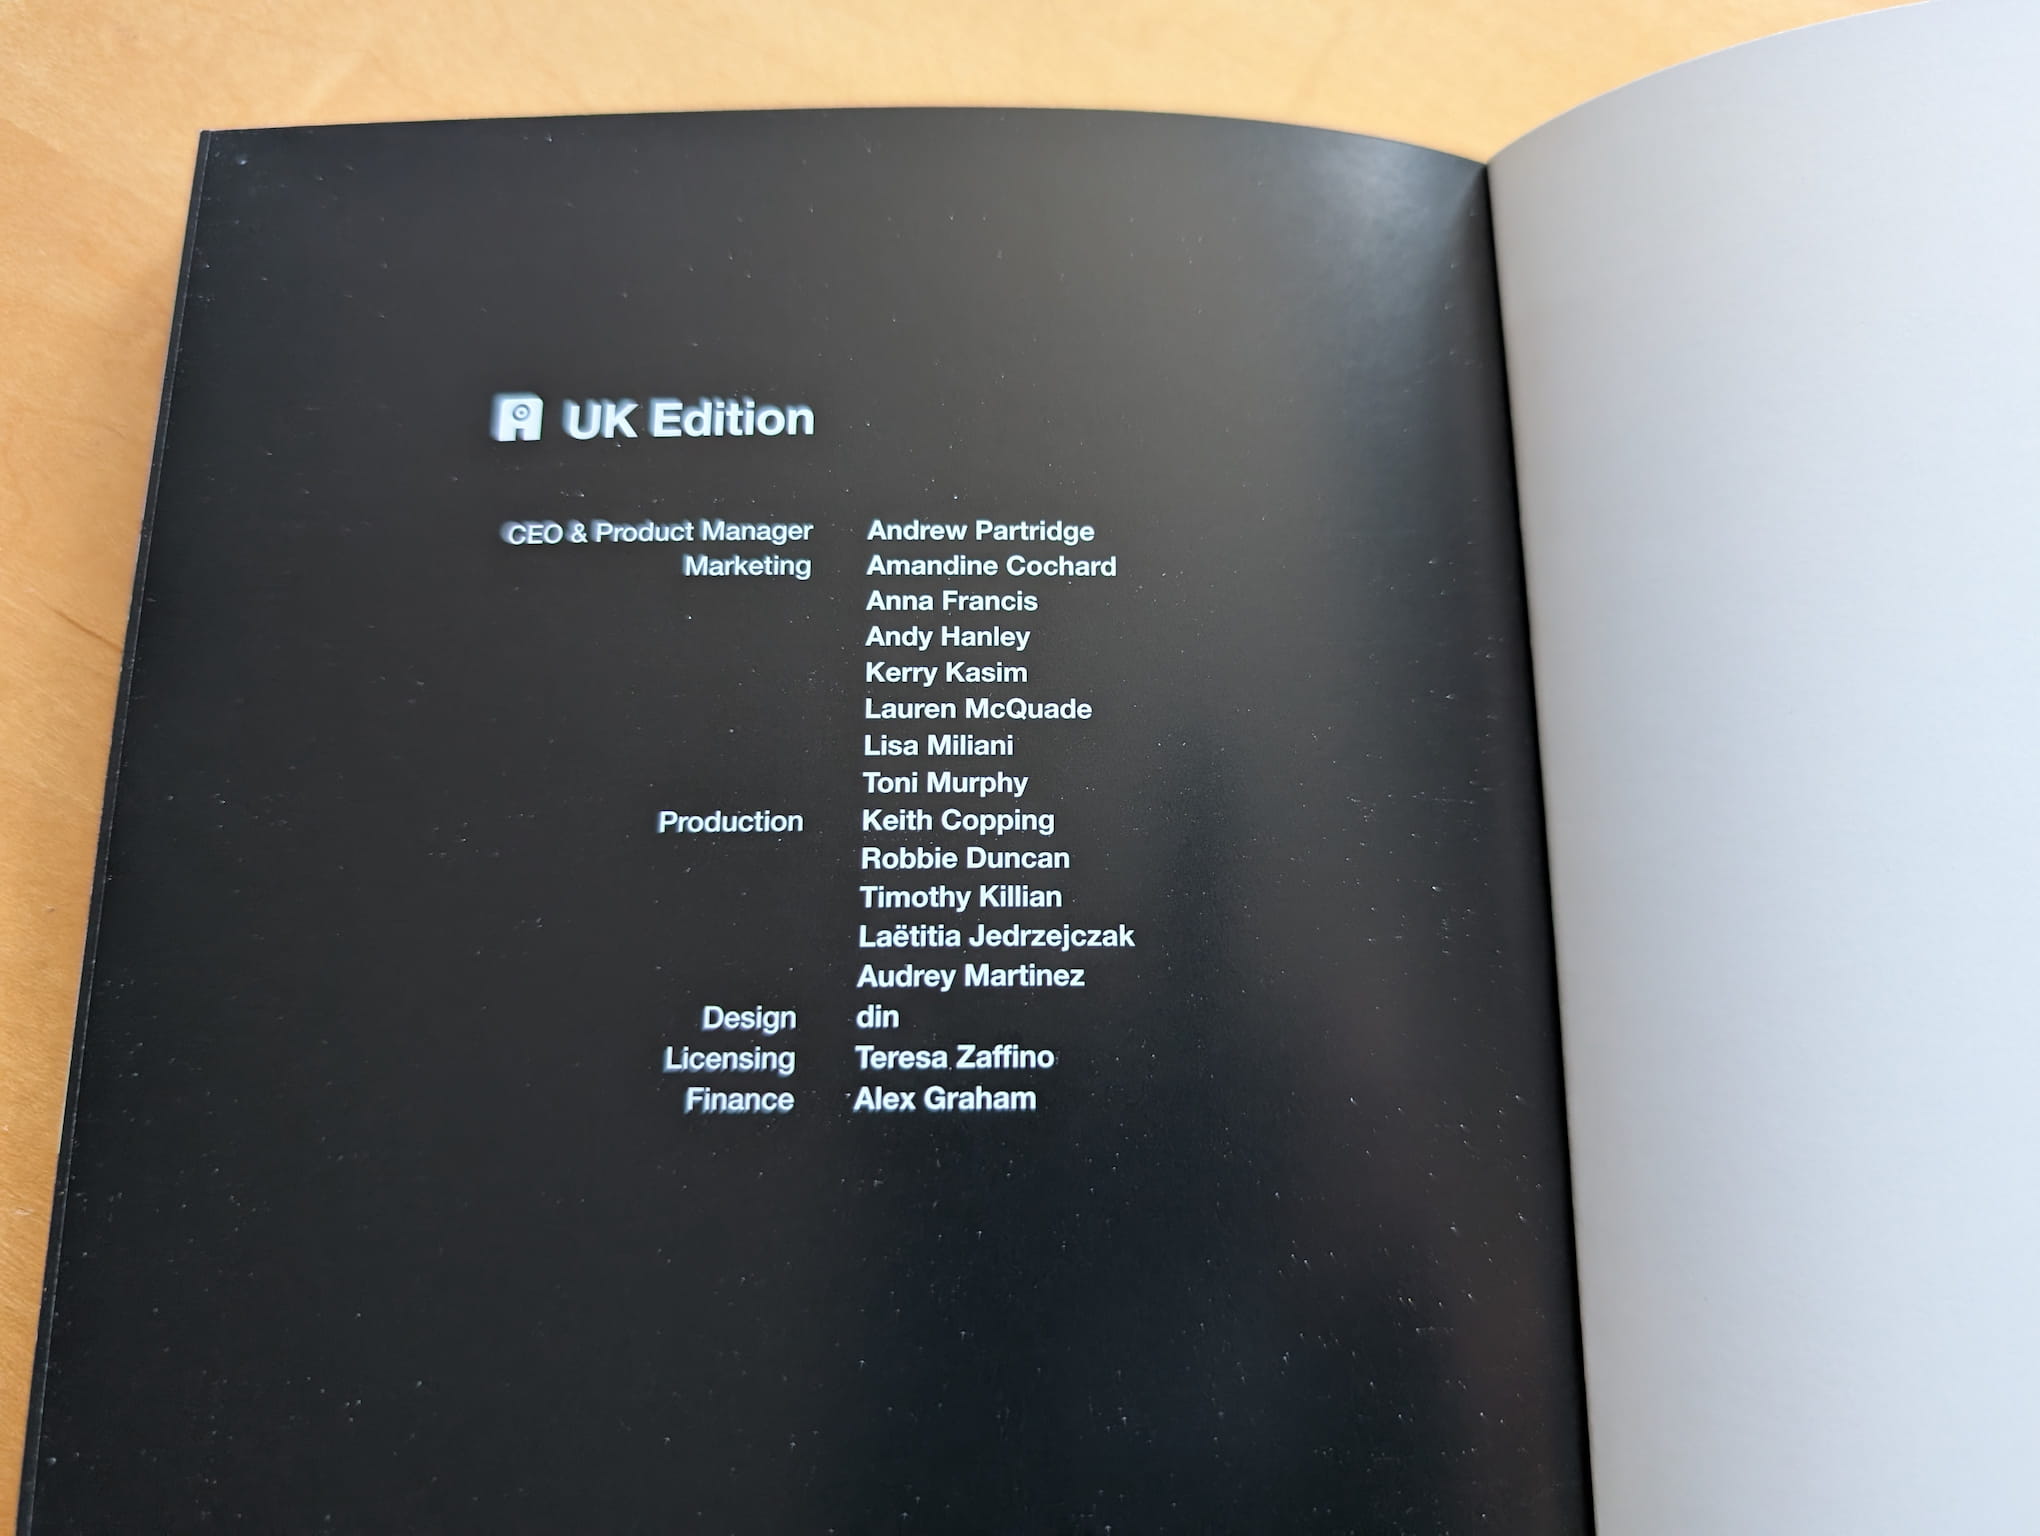 UK Edition
CEO & Product Manager Andrew Partridge
Marketing Amandine Cochard
Anna Francis
Andy Hanley
Kerry Kasim
Lauren McQuade
Lisa Miliani
Toni Murphy
Production Keith Copping
Robbie Duncan
Timothy Killian
Laëtitia Jedrzejczak
Audrey Martinez
Design din
Licensing Teresa Zaffino
Finance Alex Graham